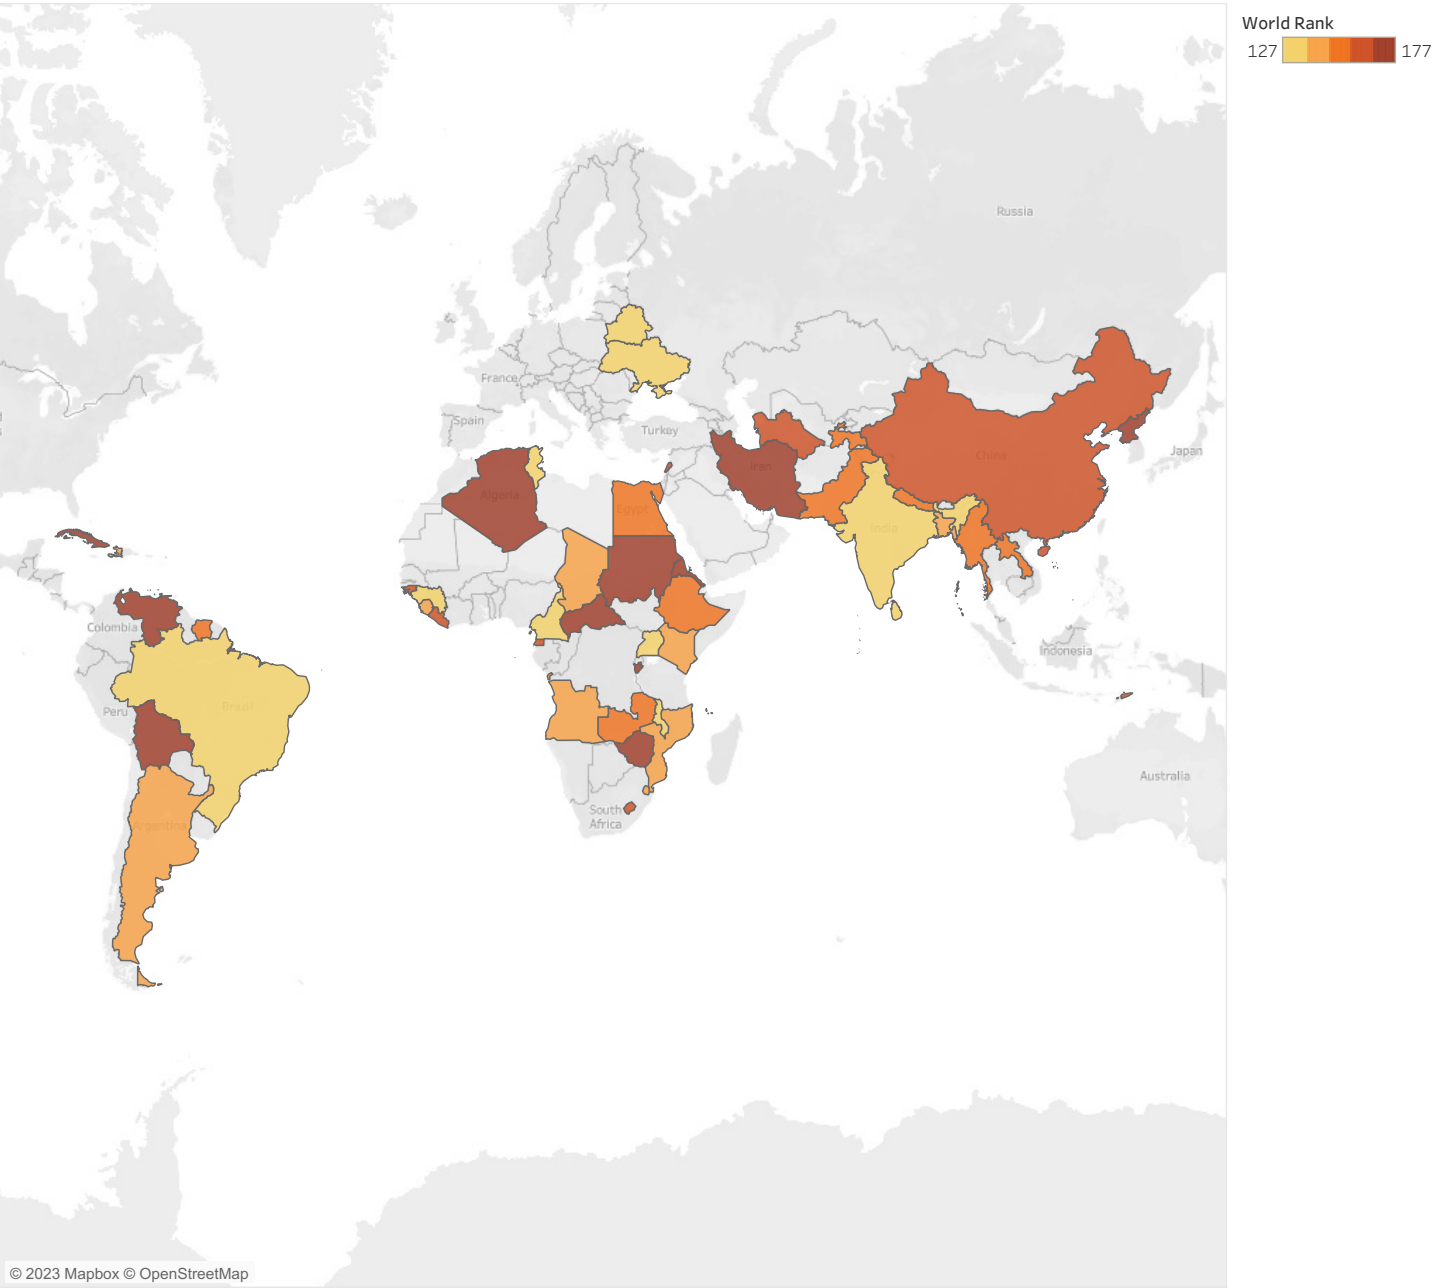 World Rank
127 177
Russia
France
Spain
Turkey
Japan
China
Iran
Algeria
Egypt
India
Colombia
Indonesia
Peru
Brazil
Australia
South
Africa
Argentina
© 2023 Mapbox © OpenStreetMap